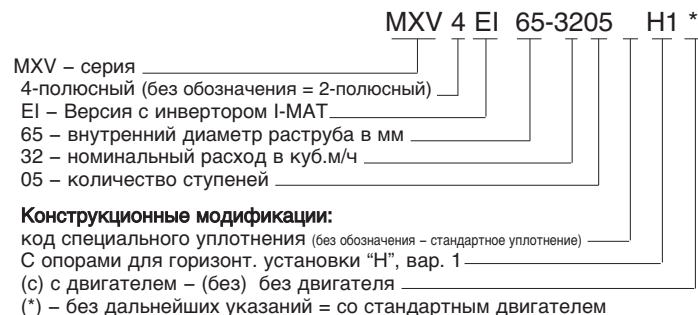 MXV 4 EI 65-3205 H1 *
MXV – серия
4-полюсный (без обозначения = 2-полюсный)
EI – Версия с инвертором I-MAT
65 – внутренний диаметр раструба в мм
32 – номинальный расход в куб.м/ч
05 – количество ступеней
Конструкционные модификации:
код специального уплотнения (без обозначения – стандартное уплотнение)
С опорами для горизонт. установки “H”, вар. 1
(с) с двигателем – (без) без двигателя
(*) – без дальнейших указаний = со стандартным двигателем